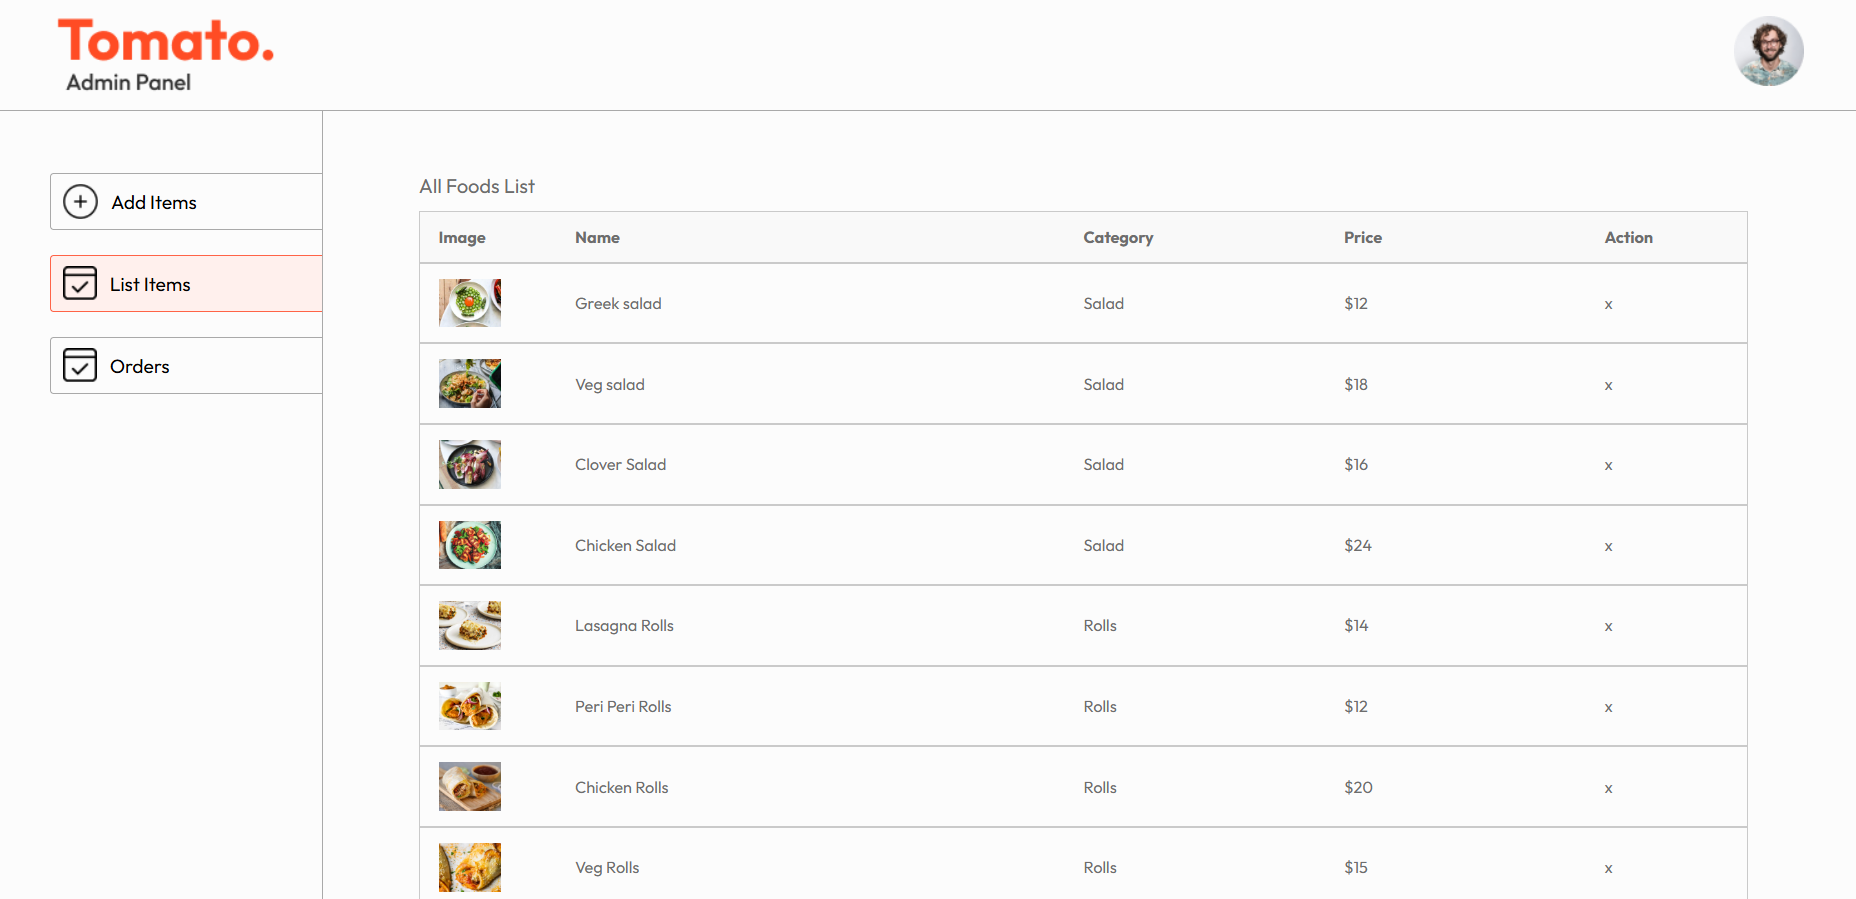 Tomato.
Admin Panel
Add Items
List Items
Orders
All Foods List
Image Name Category Price Action
Greek salad Salad $12 x
Veg salad Salad $18 x
Clover Salad Salad $16 x
Chicken Salad Salad $24 x
Lasagna Rolls Rolls $14 x
Peri Peri Rolls Rolls $12 x
Chicken Rolls Rolls $20 x
Veg Rolls Rolls $15 x